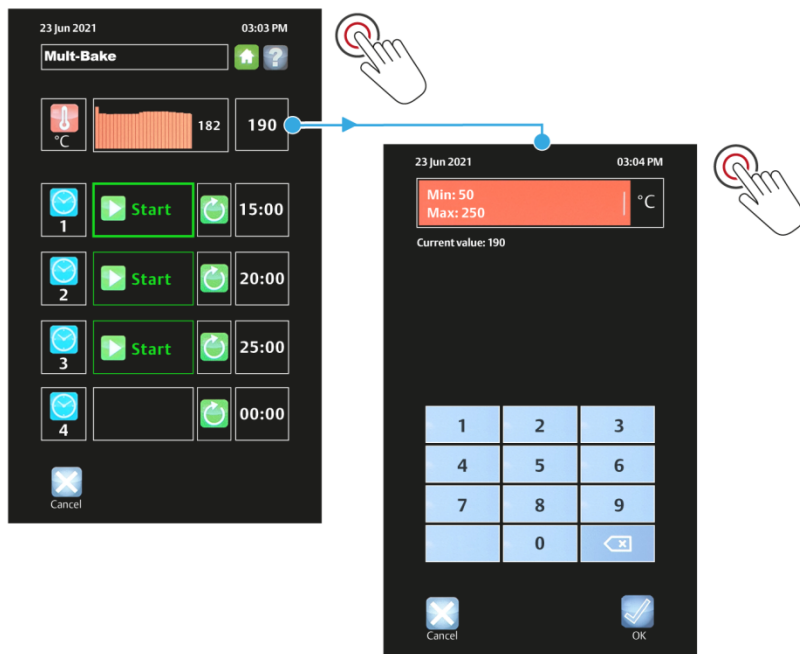 23 Jun 2021 03:03 PM
Mult-Bake
?
°C 182 190
1 Start 15:00
2 Start 20:00
3 Start 25:00
4 00:00
Cancel
23 Jun 2021 03:04 PM
Min: 50
Max: 250
°C
Current value: 190
1 2 3
4 5 6
7 8 9
0
Cancel OK